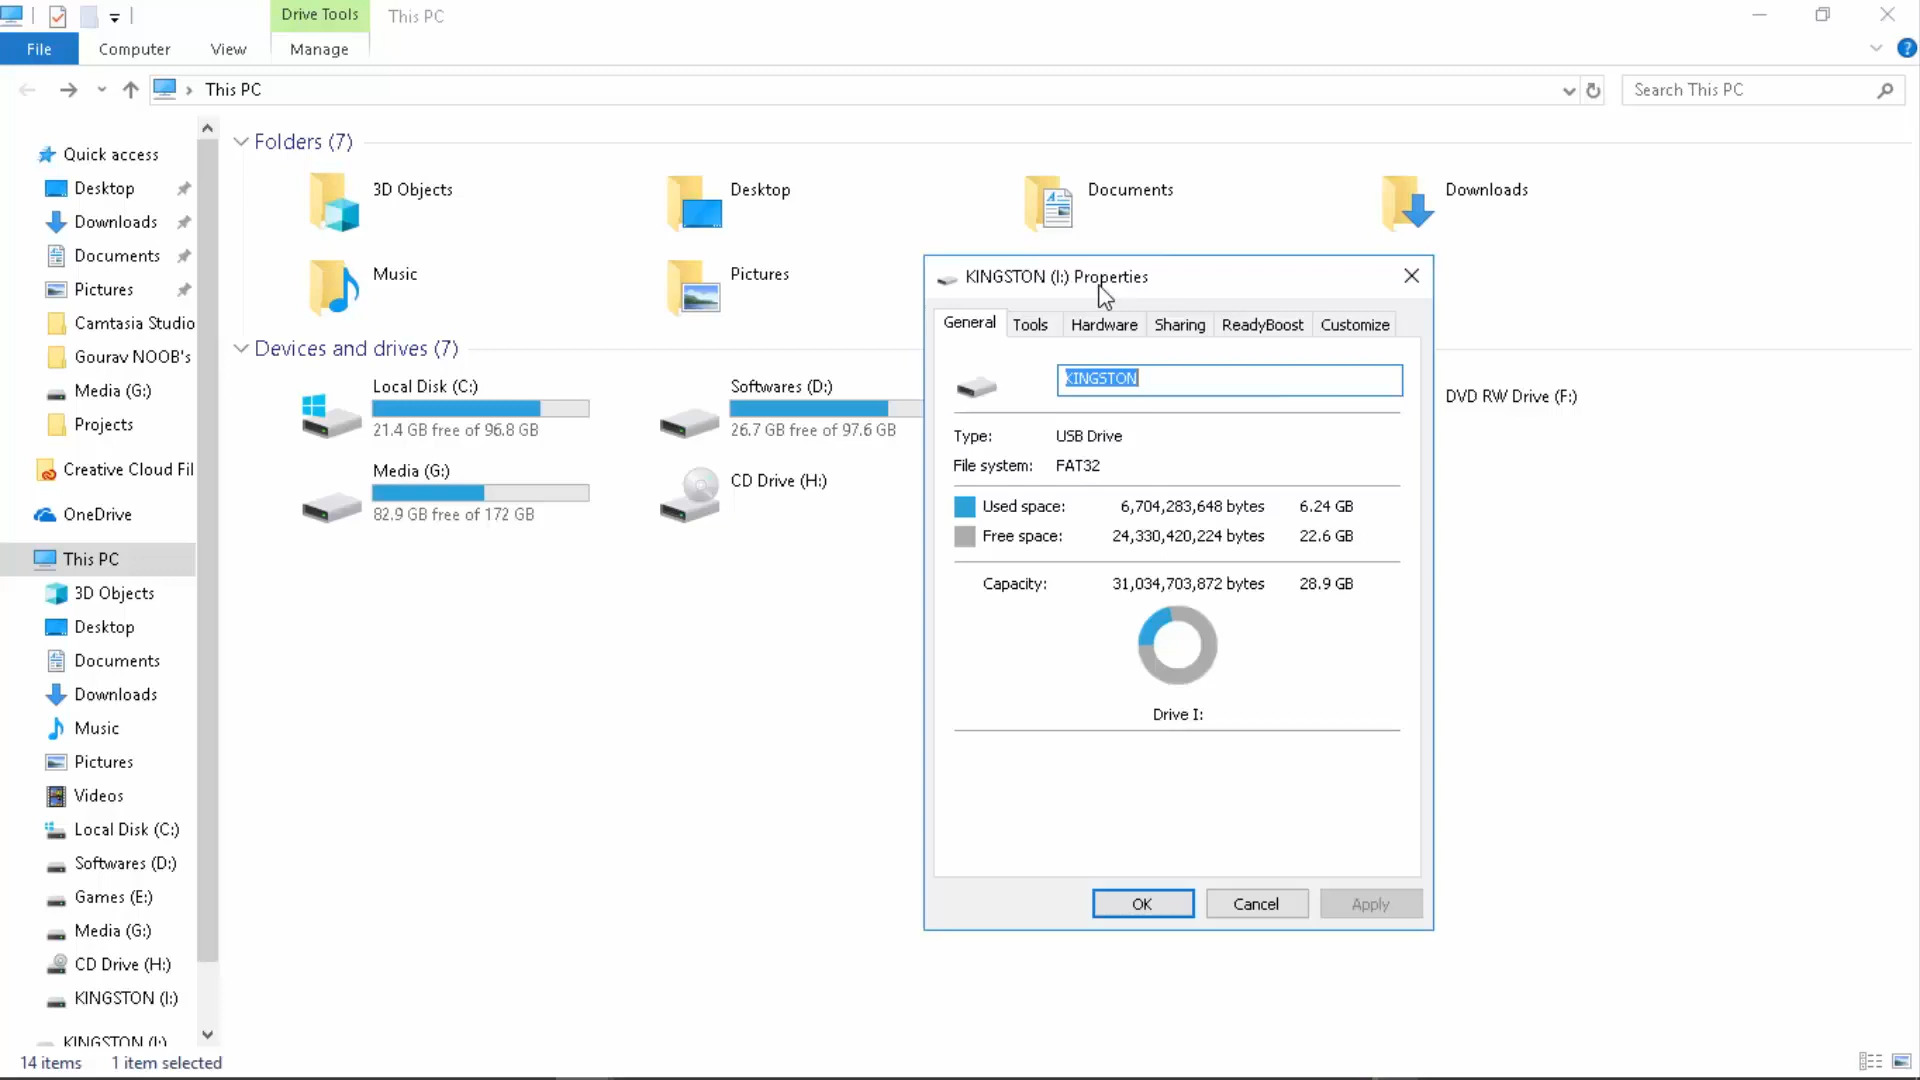 Drive Tools
This PC
File
Computer
View
Manage
?
This PC
Search This PC
Quick access
Desktop
Downloads
Documents
Pictures
Camtasia Studio
Gourav NOOB's
Media (G:)
Projects
Creative Cloud Fil
OneDrive
This PC
3D Objects
Desktop
Documents
Downloads
Music
Pictures
Videos
Local Disk (C:)
Softwares (D:)
Games (E:)
Media (G:)
CD Drive (H:)
KINGSTON (I:)
KINGSTON (I:)
Folders (7)
3D Objects
Desktop
Documents
Downloads
Music
Pictures
Devices and drives (7)
Local Disk (C:)
21.4 GB free of 96.8 GB
Softwares (D:)
26.7 GB free of 97.6 GB
DVD RW Drive (F:)
Media (G:)
82.9 GB free of 172 GB
CD Drive (H:)
KINGSTON (I:) Properties
General Tools Hardware Sharing ReadyBoost Customize
KINGSTON
Type: USB Drive
File system: FAT32
Used space: 6,704,283,648 bytes 6.24 GB
Free space: 24,330,420,224 bytes 22.6 GB
Capacity: 31,034,703,872 bytes 28.9 GB
Drive I:
OK Cancel Apply
14 items 1 item selected